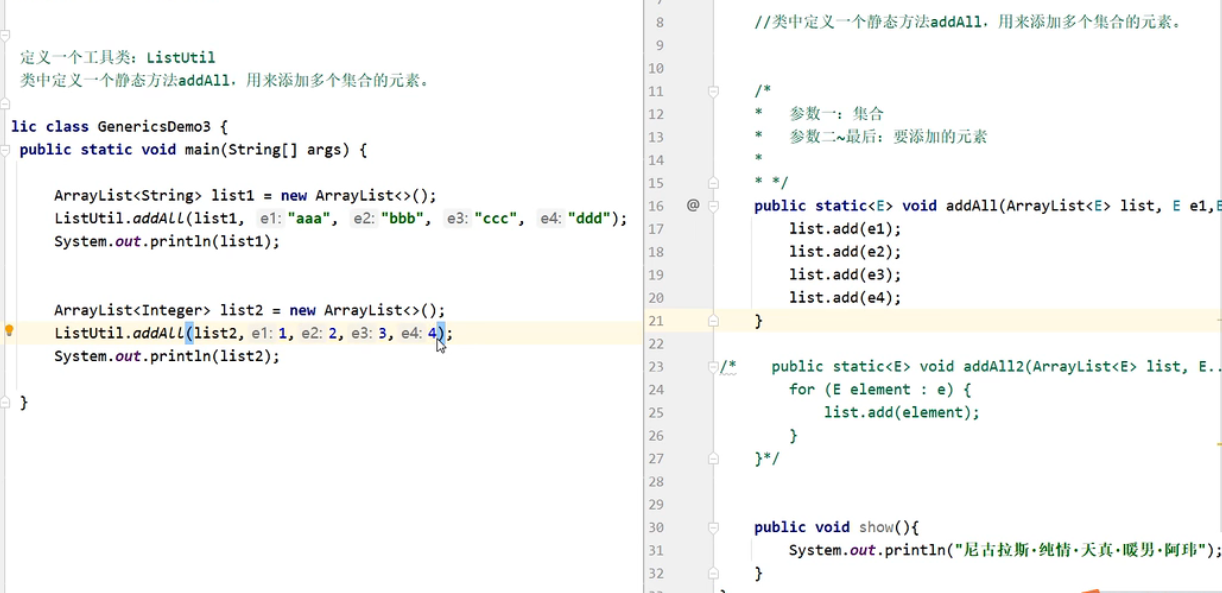 定义一个工具类：ListUtil
类中定义一个静态方法addAll，用来添加多个集合的元素。
lic class GenericsDemo3 {
public static void main(String[] args) {
ArrayList<String> list1 = new ArrayList<>();
ListUtil.addAll(list1, e1: "aaa", e2: "bbb", e3: "ccc", e4: "ddd");
System.out.println(list1);
ArrayList<Integer> list2 = new ArrayList<>();
ListUtil.addAll(list2, e1: 1, e2: 2, e3: 3, e4: 4);
System.out.println(list2);
}
8 //类中定义一个静态方法addAll，用来添加多个集合的元素。
9
10
11 /*
12 * 参数一：集合
13 * 参数二~最后：要添加的元素
14 *
15 * */
16 @ public static<E> void addAll(ArrayList<E> list, E e1,E
17 list.add(e1);
18 list.add(e2);
19 list.add(e3);
20 list.add(e4);
21 }
22
23 /* public static<E> void addAll2(ArrayList<E> list, E..
24 for (E element : e) {
25 list.add(element);
26 }
27 }*/
28
29
30 public void show(){
31 System.out.println("尼古拉斯·纯情·天真·暖男·阿玮");
32 }